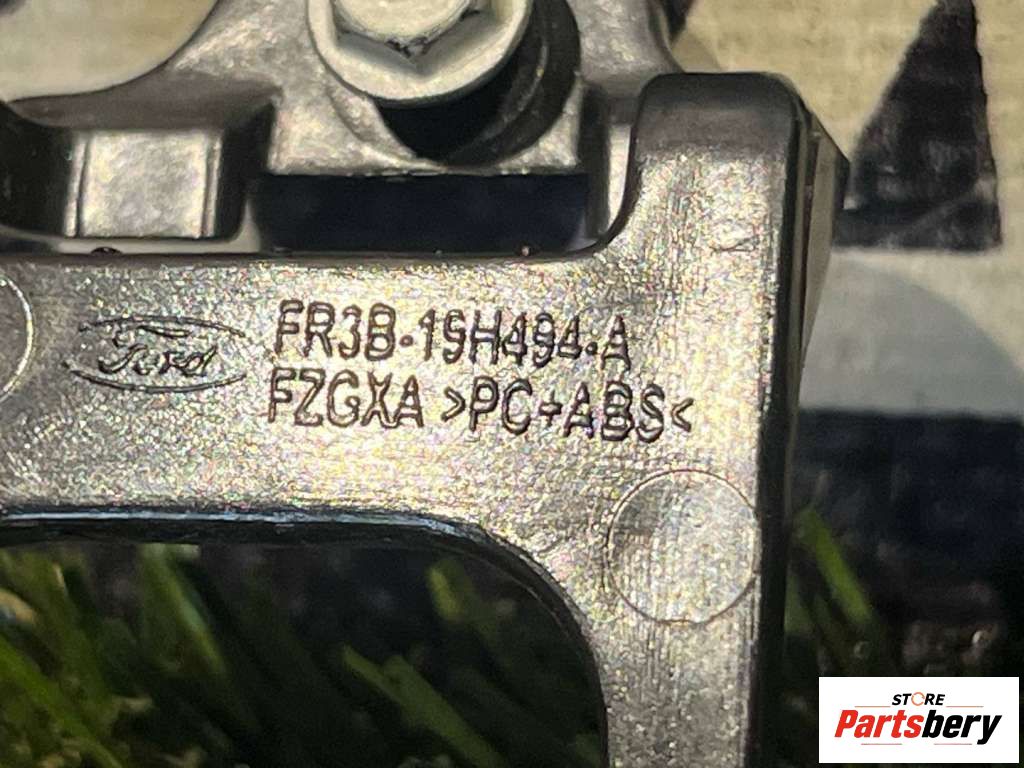 Ford
FR3B-19H494-A
FZGXA >PC+ABS<
STORE
Partsbery